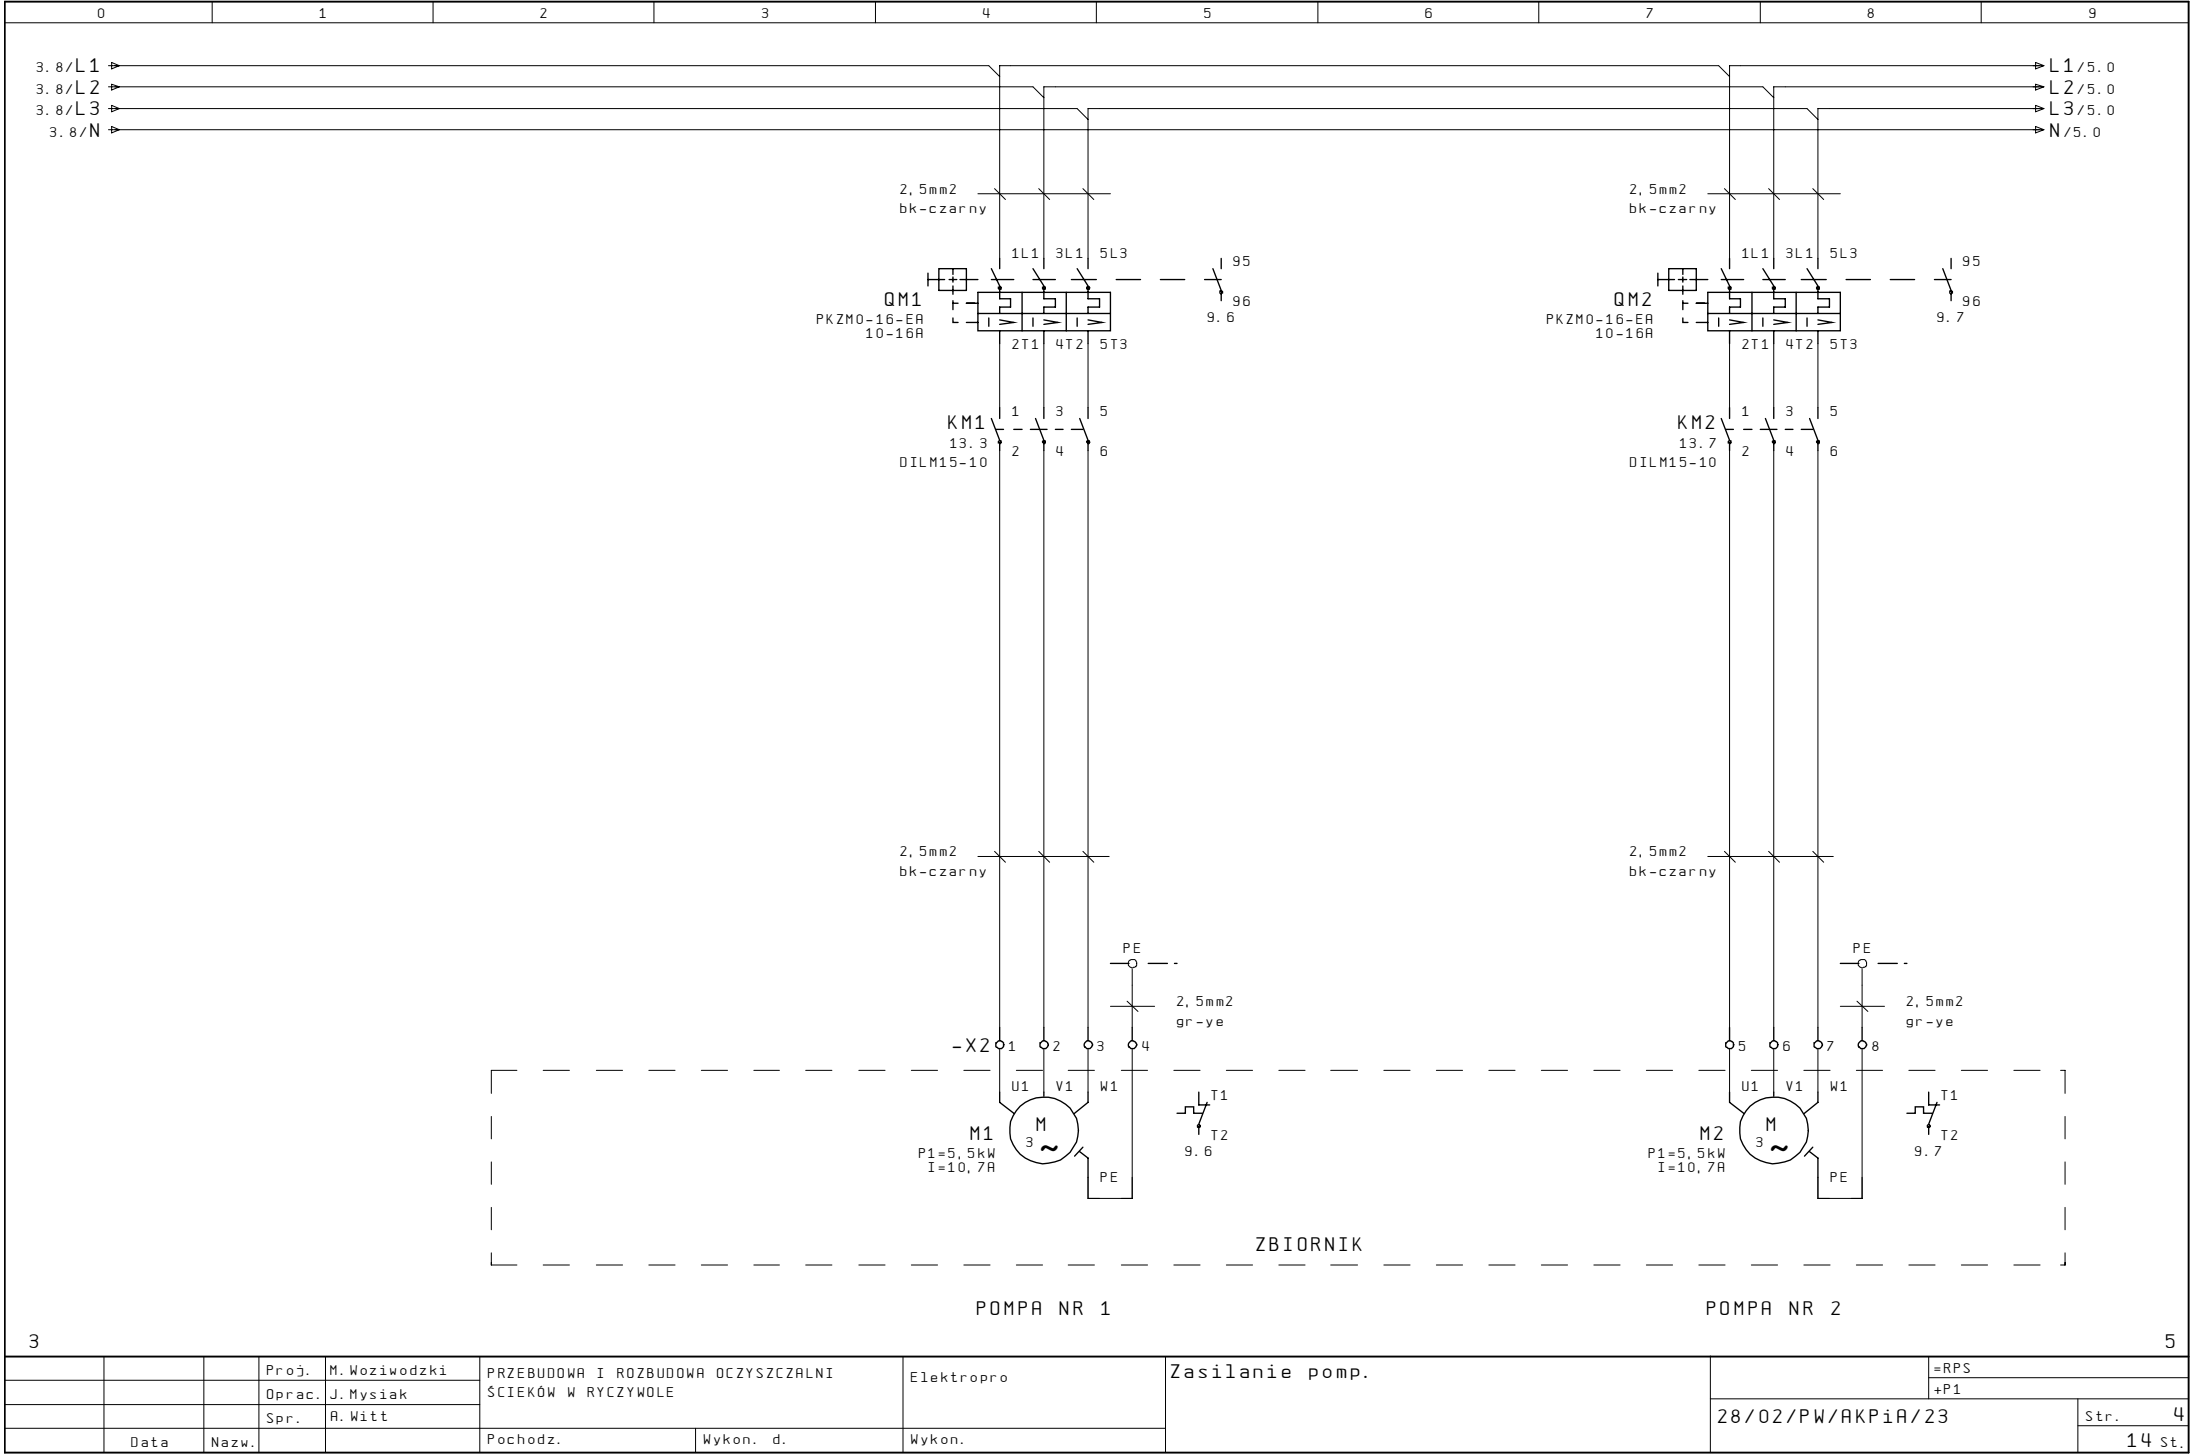 0 1 2 3 4 5 6 7 8 9
3.8/L1 L1/5.0
3.8/L2 L2/5.0
3.8/L3 L3/5.0
3.8/N N/5.0
2,5mm2 2,5mm2
bk-czarny bk-czarny
1L1 3L1 5L3 95 1L1 3L1 5L3 95
QM1 96 QM2 96
PKZM0-16-EA 9.6 PKZM0-16-EA 9.7
10-16A 10-16A
I > I > I > I > I > I >
2T1 4T2 5T3 2T1 4T2 5T3
1 3 5 1 3 5
KM1 KM2
13.3 2 4 6 13.7 2 4 6
DILM15-10 DILM15-10
2,5mm2 2,5mm2
bk-czarny bk-czarny
PE PE
2,5mm2 2,5mm2
gr-ye gr-ye
-X2 1 2 3 4 5 6 7 8
U1 V1 W1 T1 U1 V1 W1 T1
M M
M1 3 ~ T2 M2 3 ~ T2
P1=5,5kW 9.6 P1=5,5kW 9.7
I=10,7A I=10,7A
PE PE
ZBIORNIK
POMPA NR 1 POMPA NR 2
3 5
Proj. M.Woziwodzki PRZEBUDOWA I ROZBUDOWA OCZYSZCZALNI Elektropro Zasilanie pomp. =RPS
Oprac. J.Mysiak ŚCIEKÓW W RYCZYWOLE +P1
Spr. A.Witt 28/02/PW/AKPiA/23 Str. 4
Data Nazw. Pochodz. Wykon. d. Wykon. 14 St.